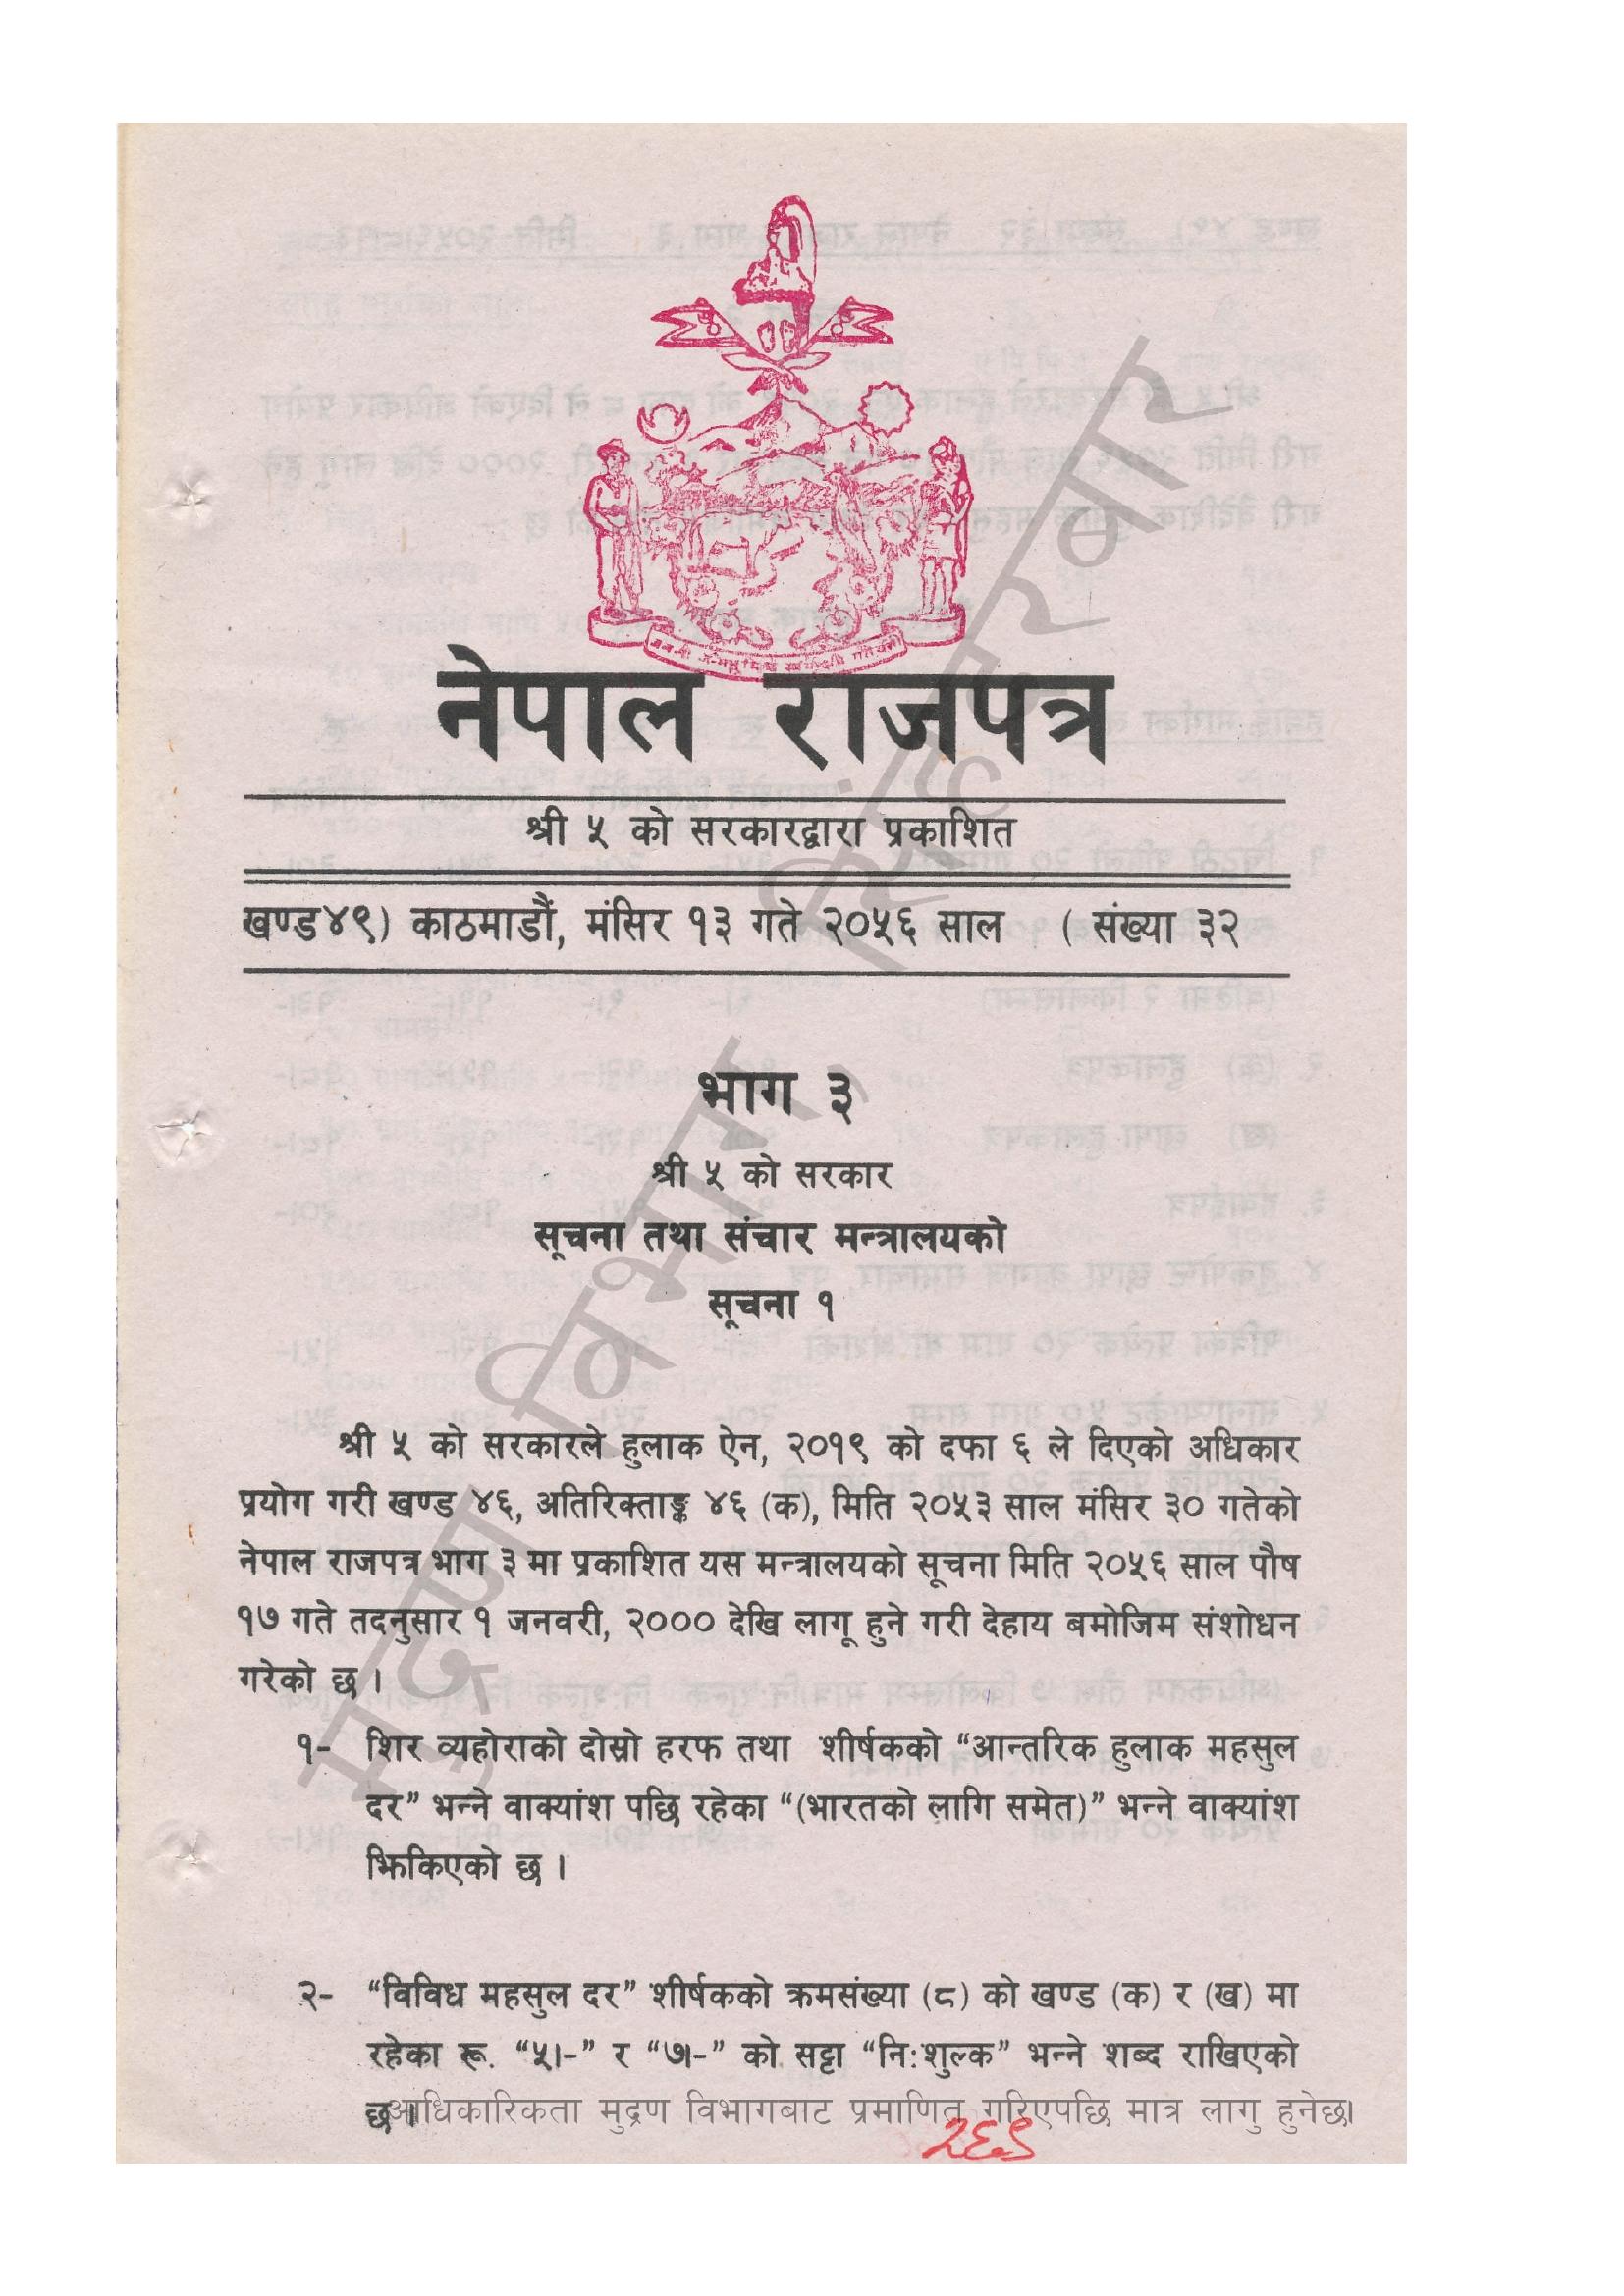 नेपाल राजपत्र
श्री ५ को सरकारद्वारा प्रकाशित
खण्ड४९) काठमाडौं, मंसिर १३ गते २०५६ साल ( संख्या ३२
भाग ३
श्री ५ को सरकार
सूचना तथा संचार मन्त्रालयको
सूचना १
श्री ५ को सरकारले हुलाक ऐन, २०१९ को दफा ६ ले दिएको अधिकार
प्रयोग गरी खण्ड ४६, अतिरिक्ताङ्क ४६ (क), मिति २०५३ साल मंसिर ३० गतेको
नेपाल राजपत्र भाग ३ मा प्रकाशित यस मन्त्रालयको सूचना मिति २०५६ साल पौष
१७ गते तदनुसार १ जनवरी, २००० देखि लागू हुने गरी देहाय बमोजिम संशोधन
गरेको छ ।
१- शिर व्यहोराको दोस्रो हरफ तथा शीर्षकको “आन्तरिक हुलाक महसुल
दर” भन्ने वाक्यांश पछि रहेका “(भारतको लागि समेत)” भन्ने वाक्यांश
झिकिएको छ ।
२- “विविध महसुल दर” शीर्षकको क्रमसंख्या (८) को खण्ड (क) र (ख) मा
रहेका रू. “५।-” र “७।-” को सट्टा “नि:शुल्क” भन्ने शब्द राखिएको
छ ।
आधिकारिकता मुद्रण विभागबाट प्रमाणित गरिएपछि मात्र लागु हुनेछ।
२६९
मुद्रण विभाग, सिंहदरबार